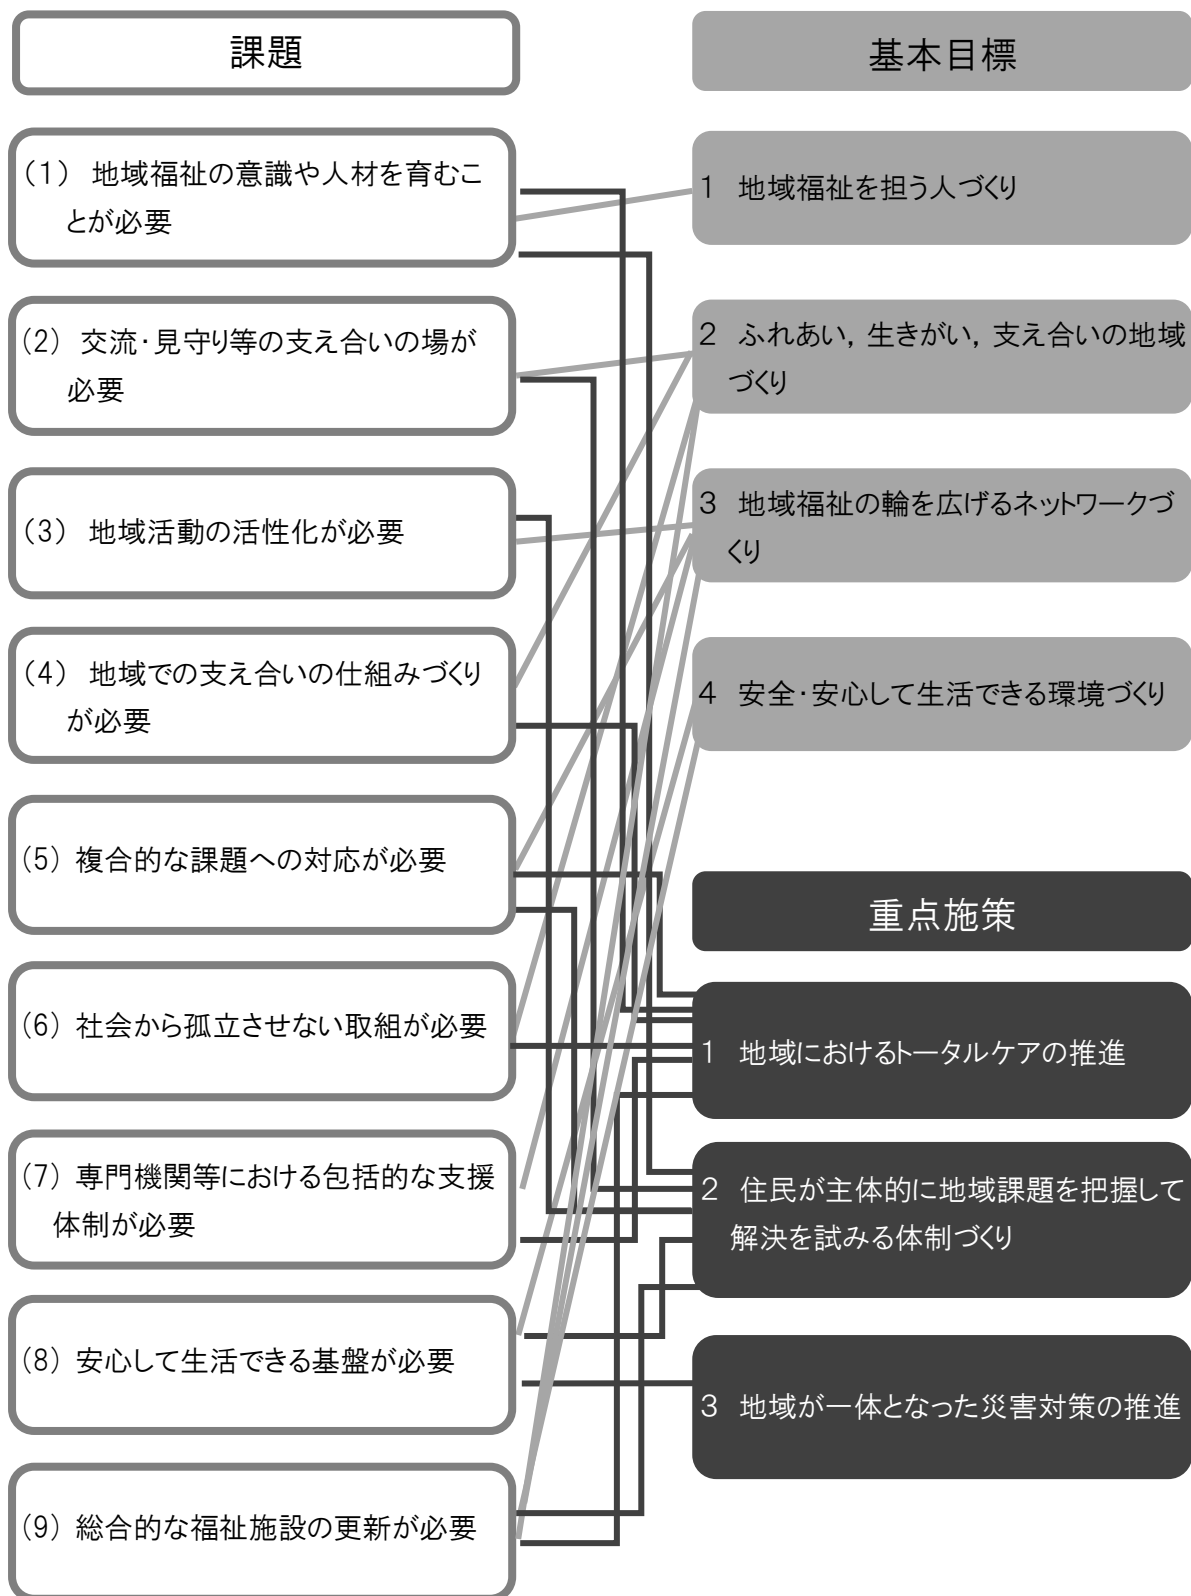 課題
(1) 地域福祉の意識や人材を育むこ
とが必要
(2) 交流・見守り等の支え合いの場が
必要
(3) 地域活動の活性化が必要
(4) 地域での支え合いの仕組みづくり
が必要
(5) 複合的な課題への対応が必要
(6) 社会から孤立させない取組が必要
(7) 専門機関等における包括的な支援
体制が必要
(8) 安心して生活できる基盤が必要
(9) 総合的な福祉施設の更新が必要
基本目標
1 地域福祉を担う人づくり
2 ふれあい，生きがい，支え合いの地域
づくり
3 地域福祉の輪を広げるネットワークづ
くり
4 安全・安心して生活できる環境づくり
重点施策
1 地域におけるトータルケアの推進
2 住民が主体的に地域課題を把握して
解決を試みる体制づくり
3 地域が一体となった災害対策の推進